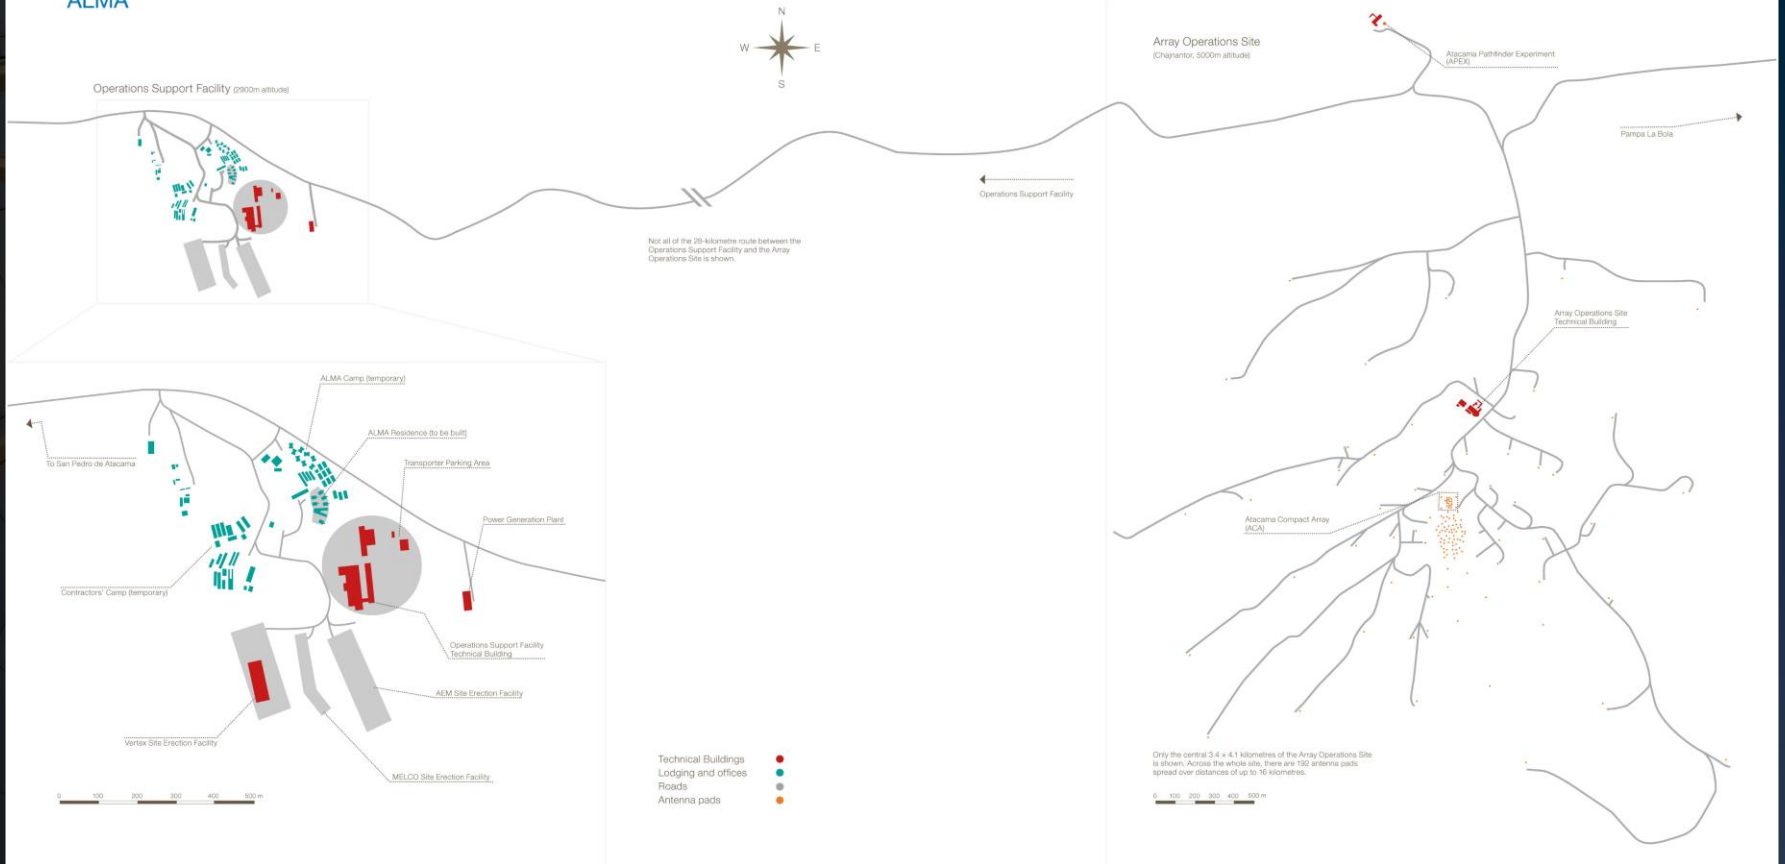 ALMA
N
W
E
S
Operations Support Facility (2900m altitude)
Array Operations Site
(Chajnantor, 5000m altitude)
Atacama Pathfinder Experiment
(APEX)
Pampa La Bola
Operations Support Facility
Not all of the 28-kilometre route between the
Operations Support Facility and the Array
Operations Site is shown.
Array Operations Site
Technical Building
Atacama Compact Array
(ACA)
ALMA Camp (temporary)
ALMA Residence (to be built)
Transporter Parking Area
Power Generation Plant
To San Pedro de Atacama
Contractors' Camp (temporary)
Operations Support Facility
Technical Building
AEM Site Erection Facility
Vertex Site Erection Facility
MELCO Site Erection Facility
0 100 200 300 400 500 m
Technical Buildings
Lodging and offices
Roads
Antenna pads
Only the central 3.4 × 4.1 kilometres of the Array Operations Site
is shown. Across the whole site, there are 192 antenna pads
spread over distances of up to 16 kilometres.
0 100 200 300 400 500 m